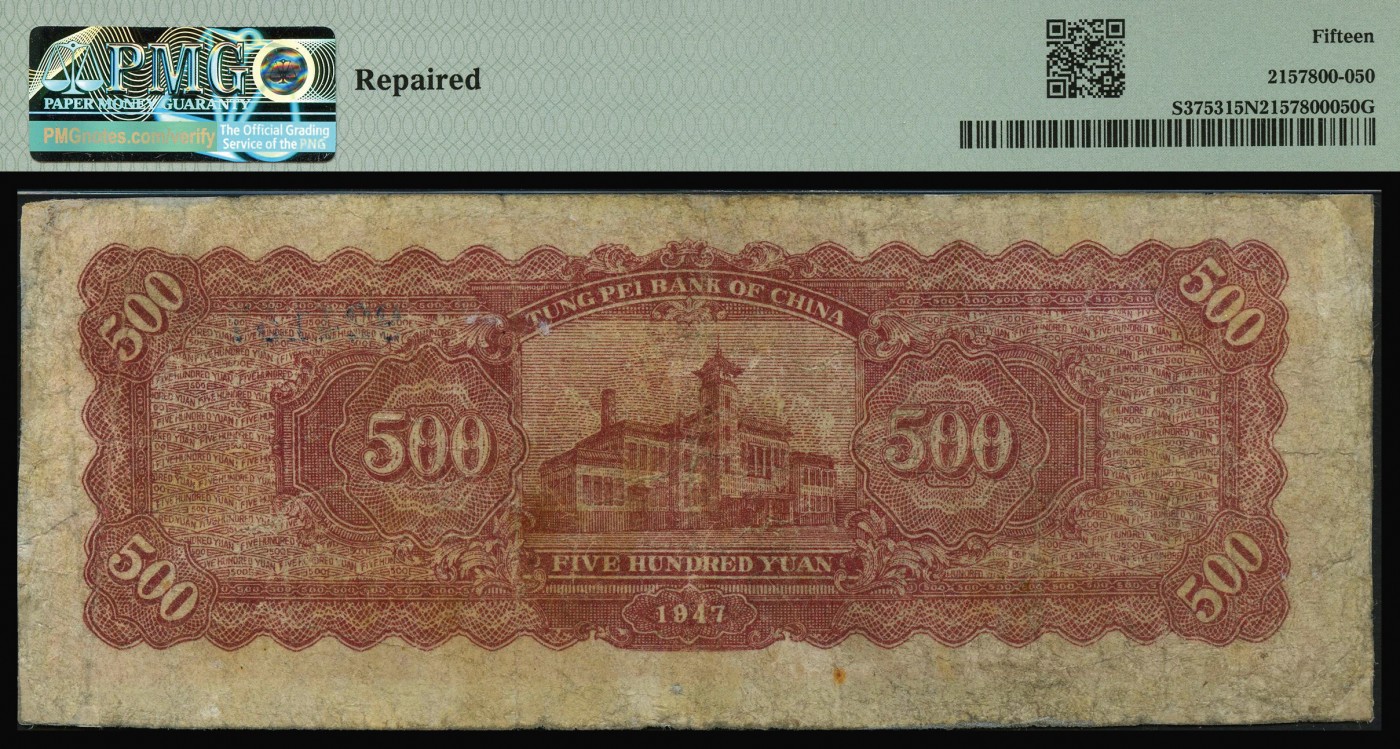 PMG
PAPER MONEY GUARANTY
PMGnotes.com/verify
The Official Grading
Service of the PNG
Repaired
Fifteen
2157800-050
S375315N2157800050G
500
500
TUNG PEI BANK OF CHINA
500
500
FIVE HUNDRED YUAN
1947
500
500